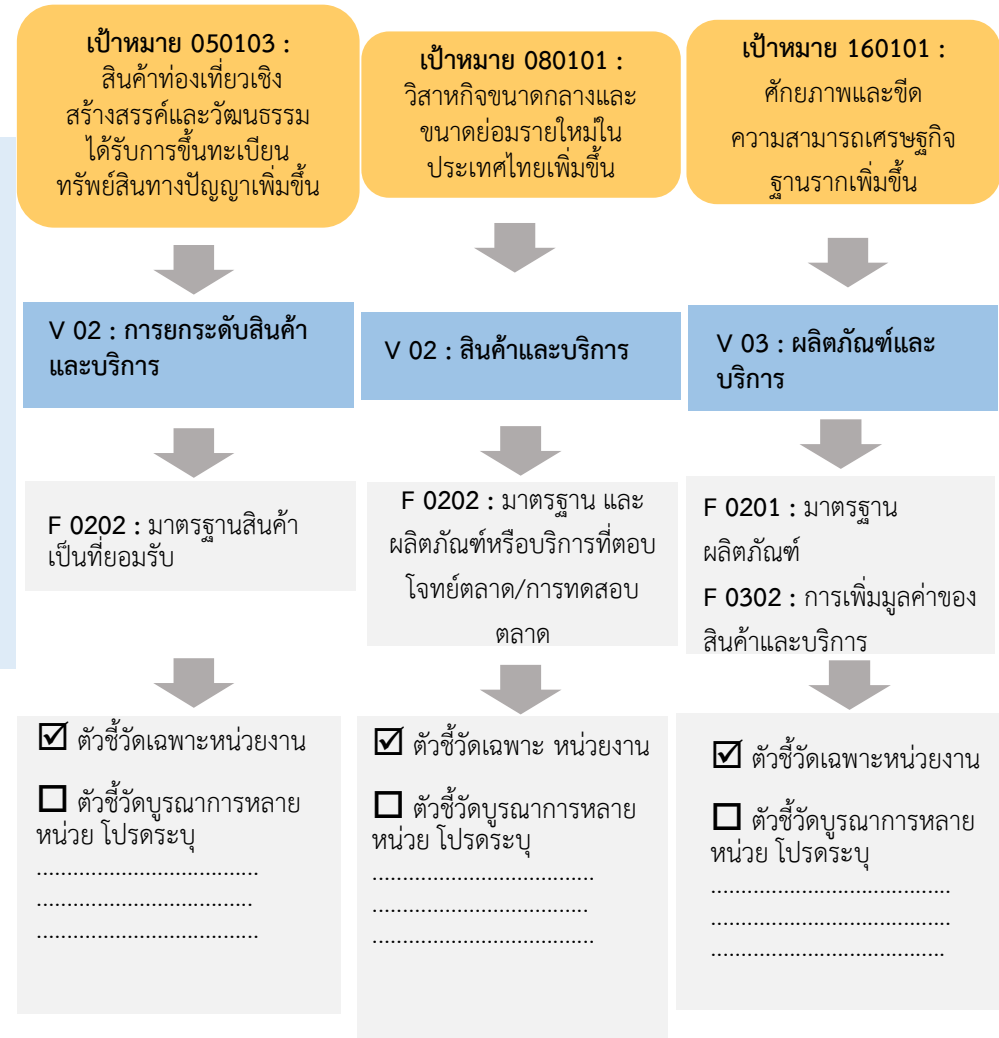 เป้าหมาย 050103 :
สินค้าท่องเที่ยวเชิง
สร้างสรรค์และวัฒนธรรม
ได้รับการขึ้นทะเบียน
ทรัพย์สินทางปัญญาเพิ่มขึ้น
เป้าหมาย 080101 :
วิสาหกิจขนาดกลางและ
ขนาดย่อมรายใหม่ใน
ประเทศไทยเพิ่มขึ้น
เป้าหมาย 160101 :
ศักยภาพและขีด
ความสามารถเศรษฐกิจ
ฐานรากเพิ่มขึ้น
V 02 : การยกระดับสินค้า
และบริการ
V 02 : สินค้าและบริการ
V 03 : ผลิตภัณฑ์และ
บริการ
F 0202 : มาตรฐานสินค้า
เป็นที่ยอมรับ
F 0202 : มาตรฐาน และ
ผลิตภัณฑ์หรือบริการที่ตอบ
โจทย์ตลาด/การทดสอบ
ตลาด
F 0201 : มาตรฐาน
ผลิตภัณฑ์
F 0302 : การเพิ่มมูลค่าของ
สินค้าและบริการ
☑ ตัวชี้วัดเฉพาะหน่วยงาน
☐ ตัวชี้วัดบูรณาการหลาย
หน่วย โปรดระบุ
.....................................
....................................
.....................................
☑ ตัวชี้วัดเฉพาะ หน่วยงาน
☐ ตัวชี้วัดบูรณาการหลาย
หน่วย โปรดระบุ
.....................................
....................................
.....................................
☑ ตัวชี้วัดเฉพาะหน่วยงาน
☐ ตัวชี้วัดบูรณาการหลาย
หน่วย โปรดระบุ
........................................
........................................
.......................................